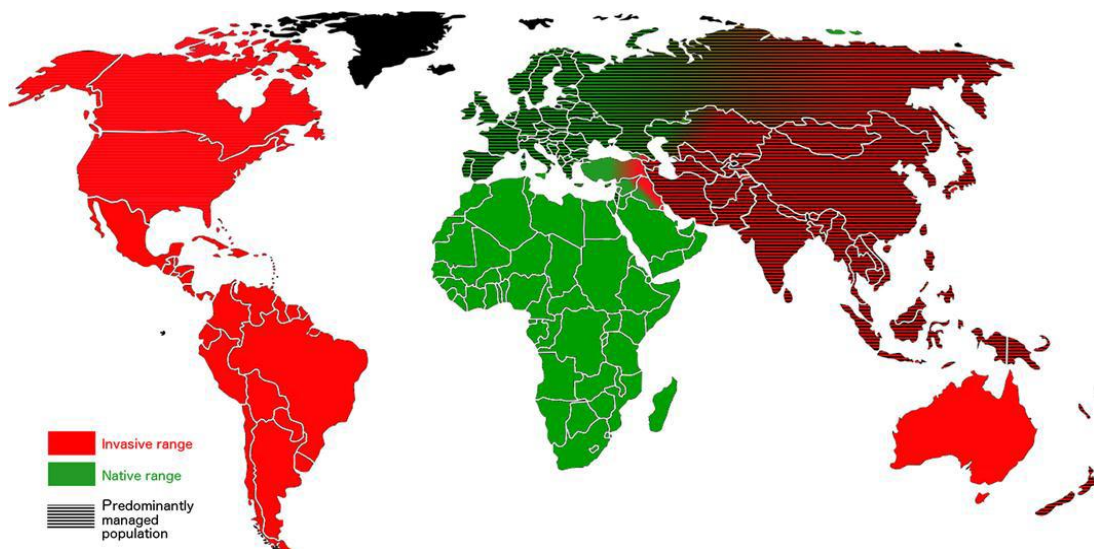 Invasive range
Native range
Predominantly
managed
population